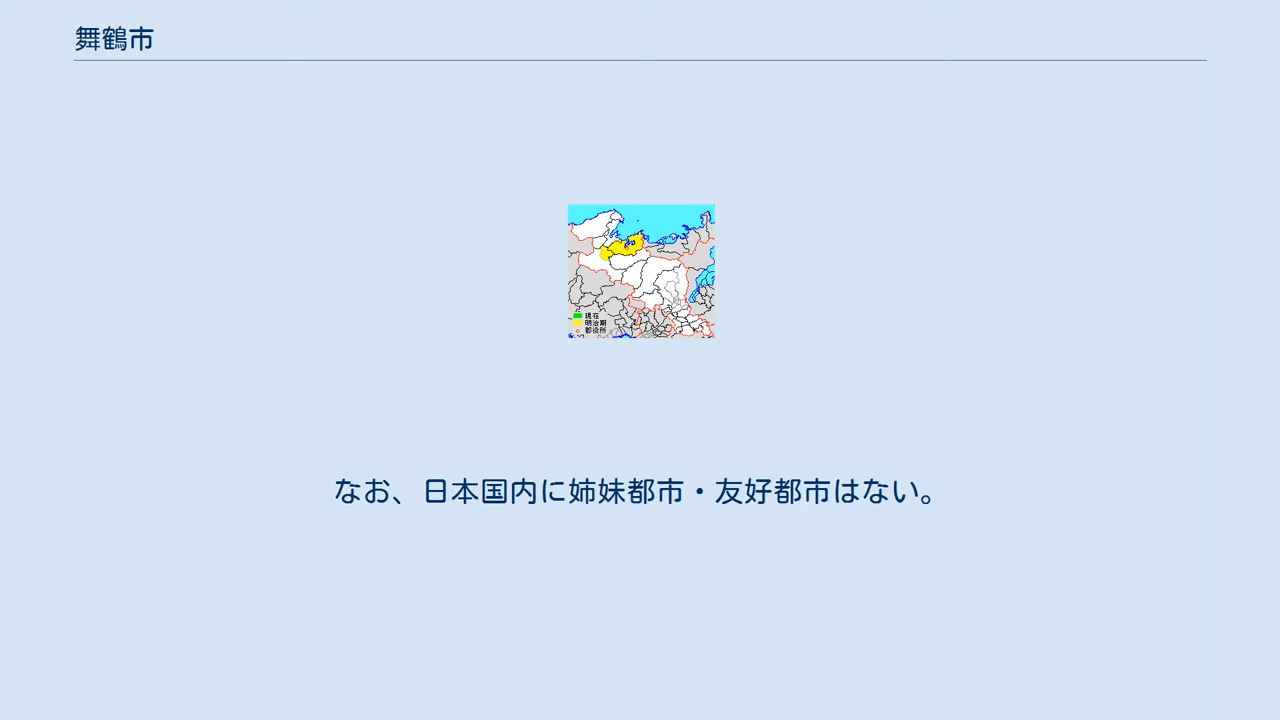 舞鶴市
現在
明治期
郡役所
なお、日本国内に姉妹都市・友好都市はない。